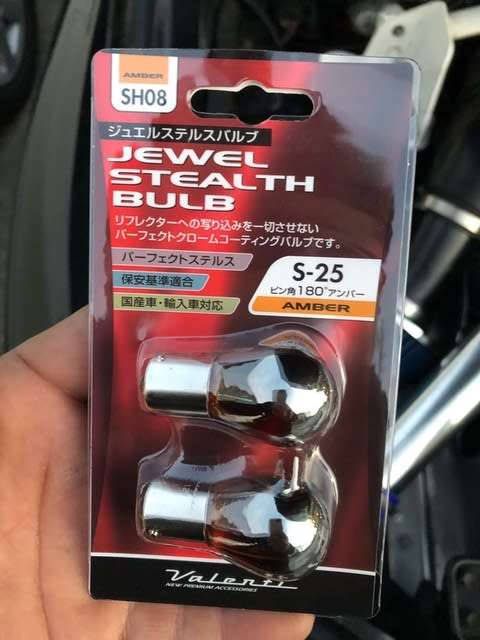 AMBER
SH08
ジュエルステルスバルブ
JEWEL
STEALTH
BULB
リフレクターへの写り込みを一切させない
パーフェクトクロームコーティングバルブです。
パーフェクトステルス
保安基準適合
国産車・輸入車対応
S-25
ピン角180°アンバー
AMBER
Valenti
NEW PREMIUM ACCESSORIES